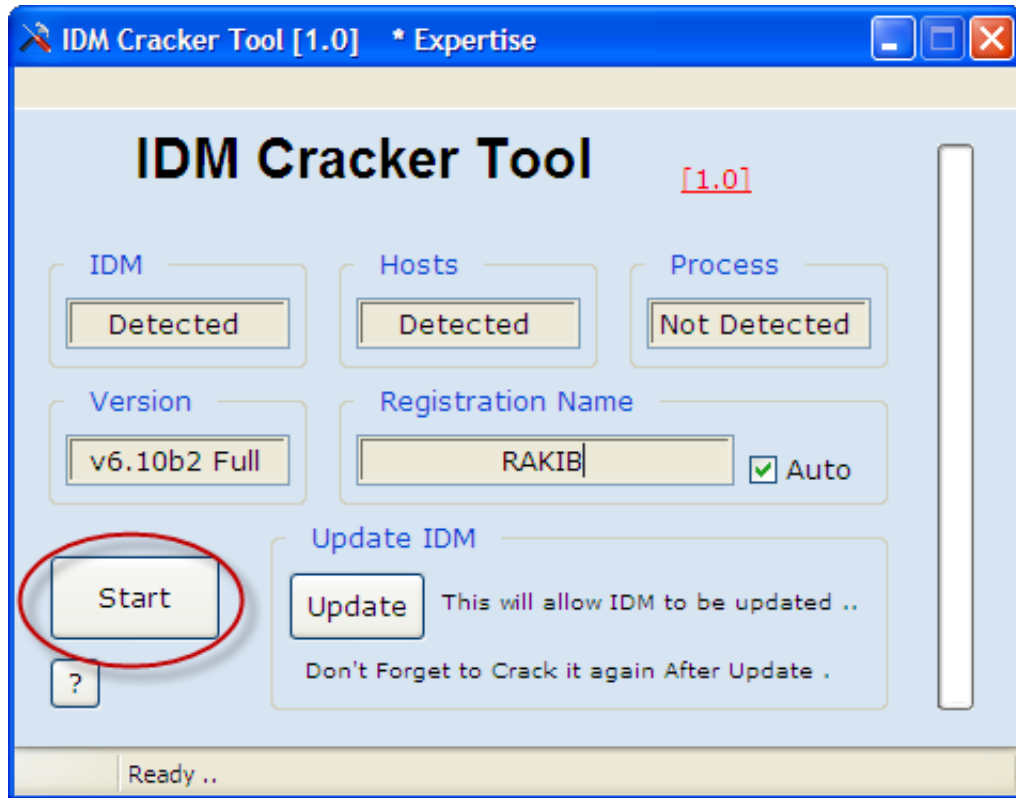 IDM Cracker Tool [1.0] * Expertise
IDM Cracker Tool
[1.0]
IDM
Hosts
Process
Detected
Detected
Not Detected
Version
Registration Name
v6.10b2 Full
RAKIB
Auto
Start
Update IDM
Update
This will allow IDM to be updated ..
Don't Forget to Crack it again After Update .
?
Ready ..